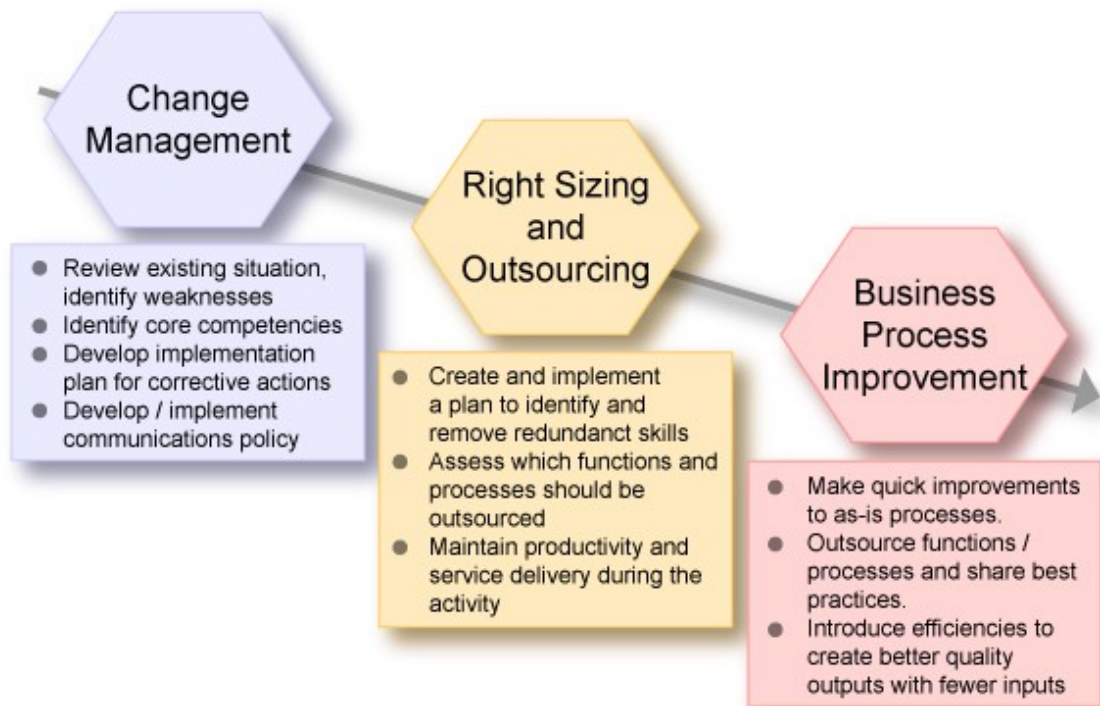 Change
Management
● Review existing situation,
identify weaknesses
● Identify core competencies
● Develop implementation
plan for corrective actions
● Develop / implement
communications policy
Right Sizing
and
Outsourcing
● Create and implement
a plan to identify and
remove redundanct skills
● Assess which functions and
processes should be
outsourced
● Maintain productivity and
service delivery during the
activity
Business
Process
Improvement
● Make quick improvements
to as-is processes.
● Outsource functions /
processes and share best
practices.
● Introduce efficiencies to
create better quality
outputs with fewer inputs